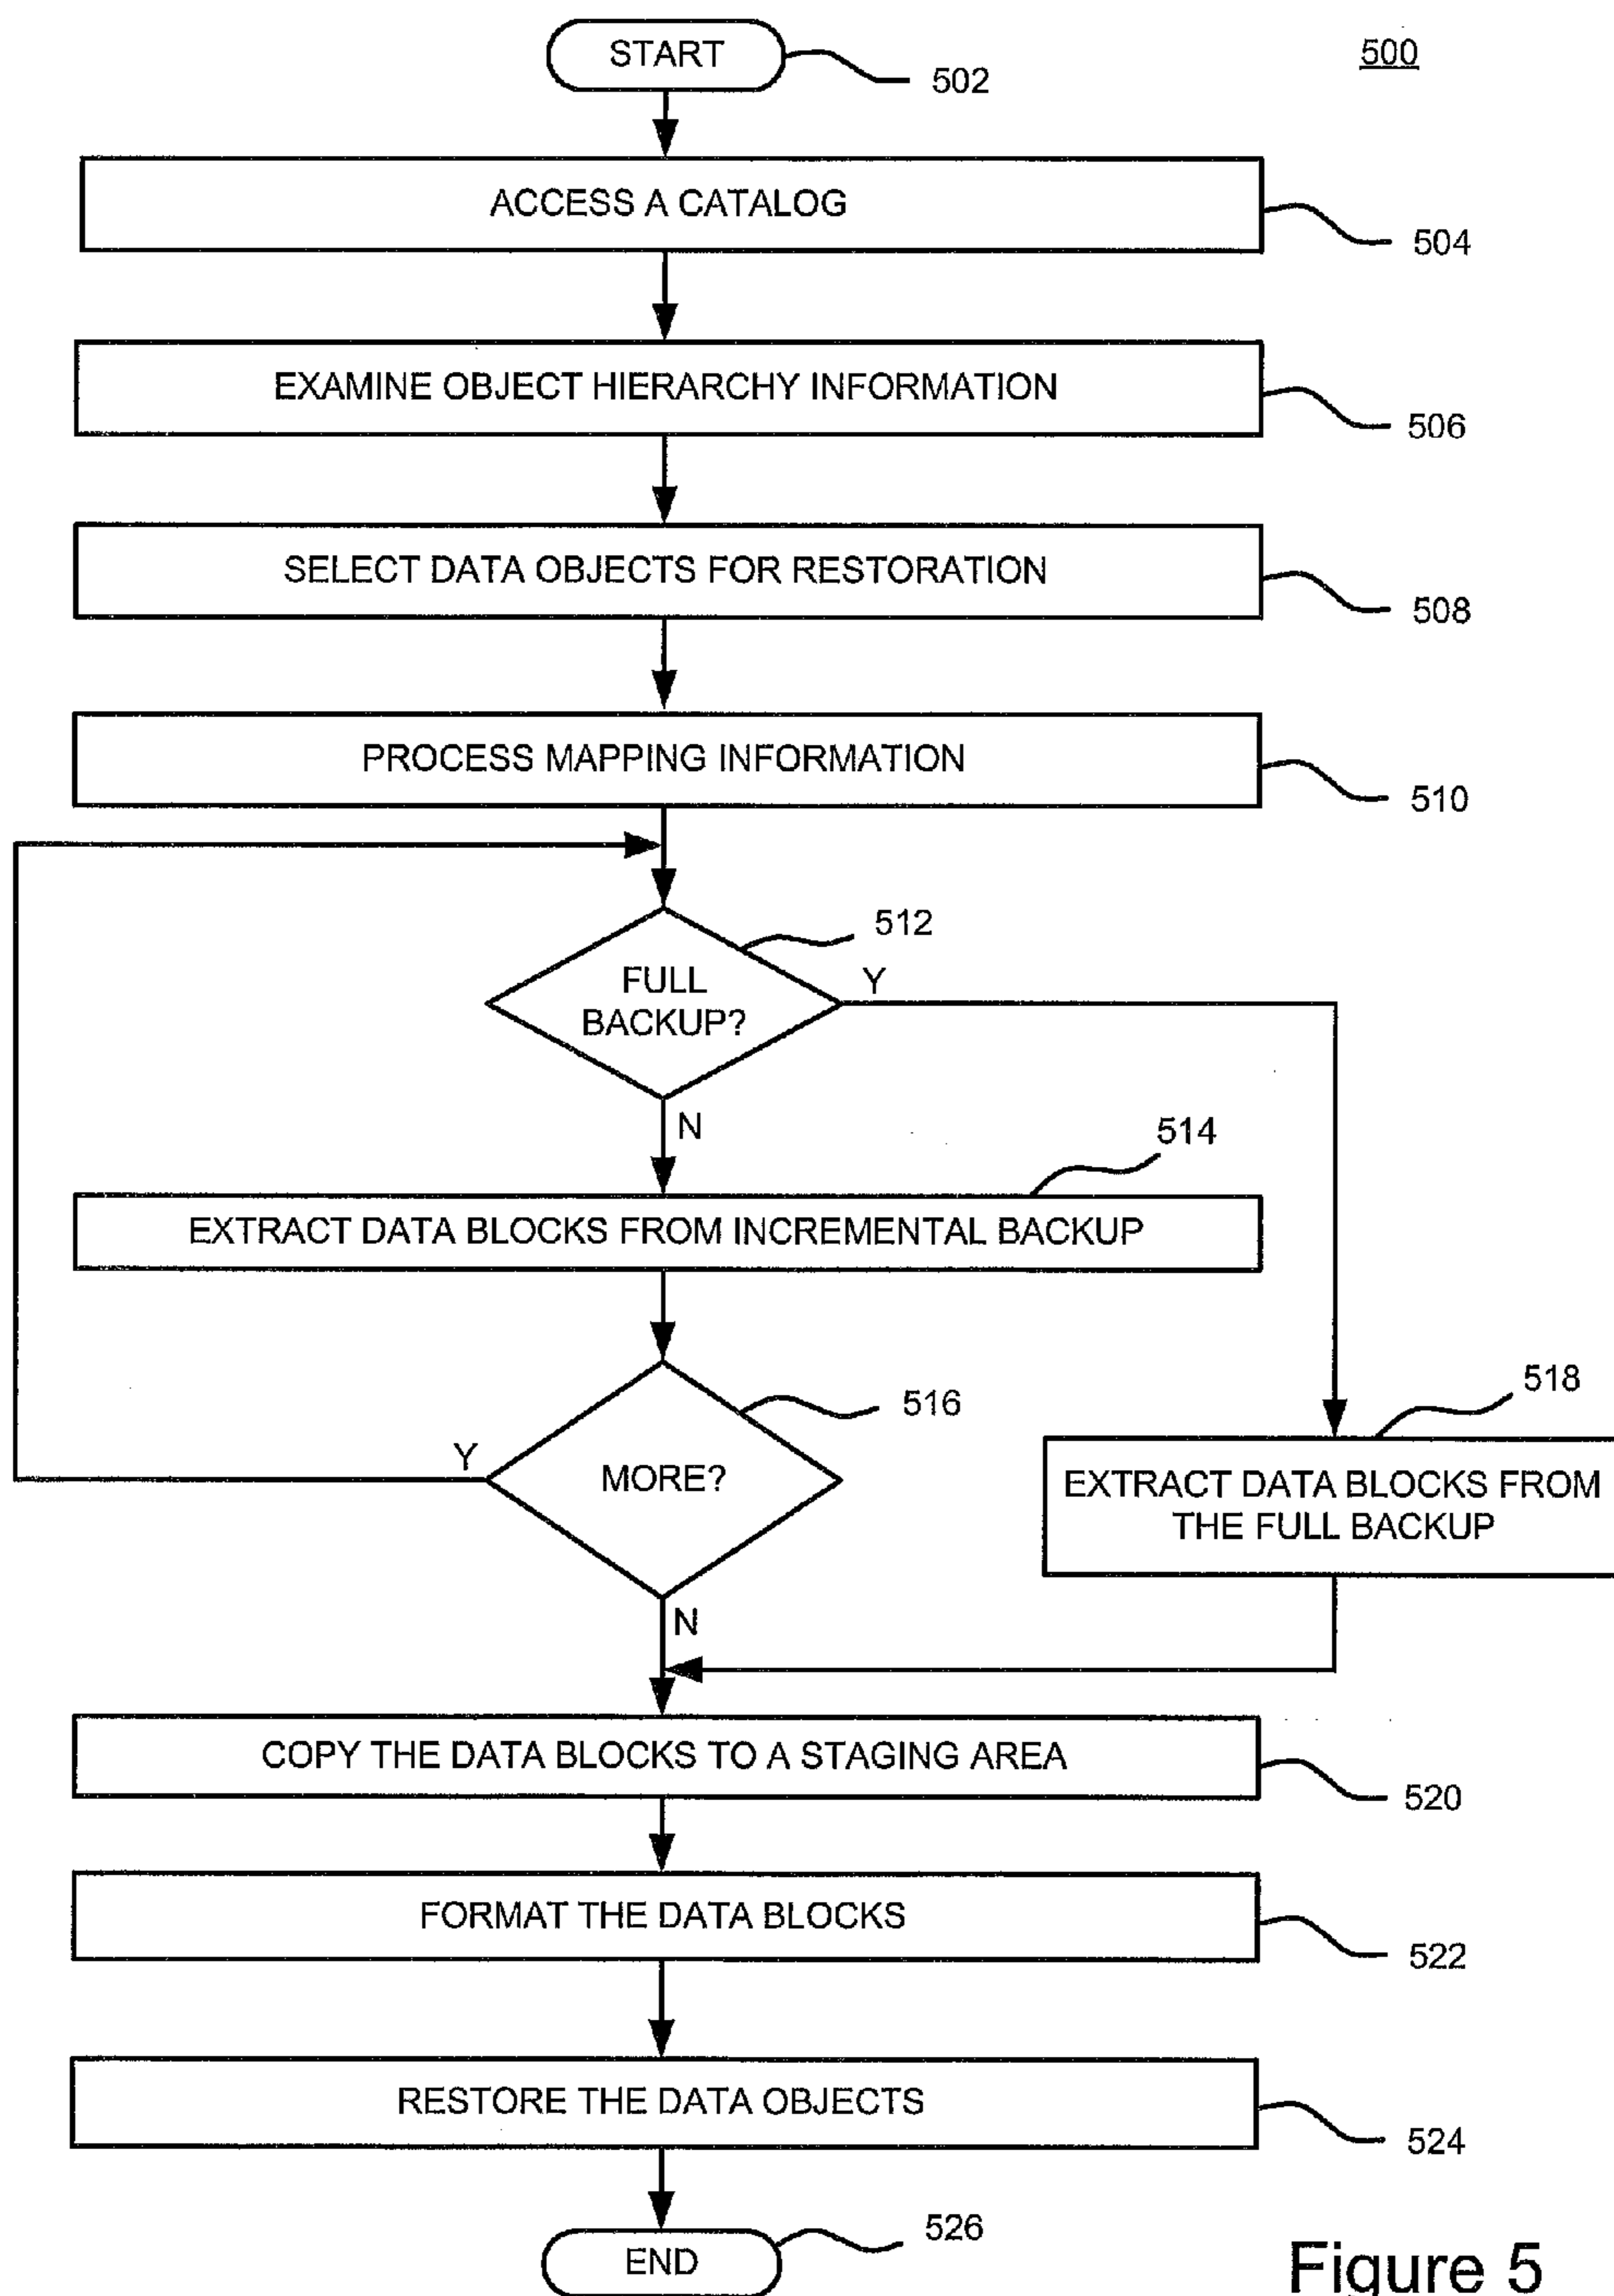 START
502
500
ACCESS A CATALOG
504
EXAMINE OBJECT HIERARCHY INFORMATION
506
SELECT DATA OBJECTS FOR RESTORATION
508
PROCESS MAPPING INFORMATION
510
512
FULL
BACKUP?
Y
N
514
EXTRACT DATA BLOCKS FROM INCREMENTAL BACKUP
516
Y
MORE?
N
518
EXTRACT DATA BLOCKS FROM
THE FULL BACKUP
COPY THE DATA BLOCKS TO A STAGING AREA
520
FORMAT THE DATA BLOCKS
522
RESTORE THE DATA OBJECTS
524
END
526
Figure 5